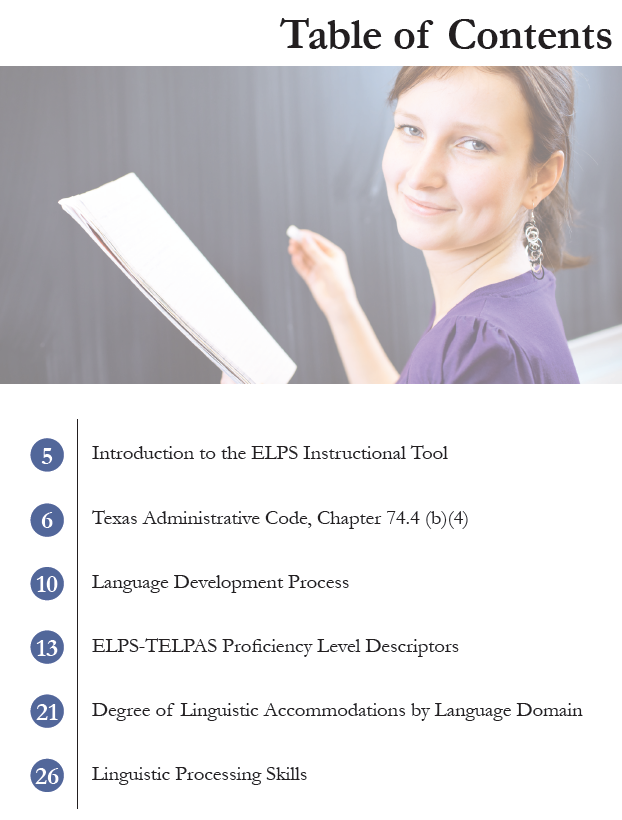 Table of Contents
5 Introduction to the ELPS Instructional Tool
6 Texas Administrative Code, Chapter 74.4 (b)(4)
10 Language Development Process
13 ELPS-TELPAS Proficiency Level Descriptors
21 Degree of Linguistic Accommodations by Language Domain
26 Linguistic Processing Skills